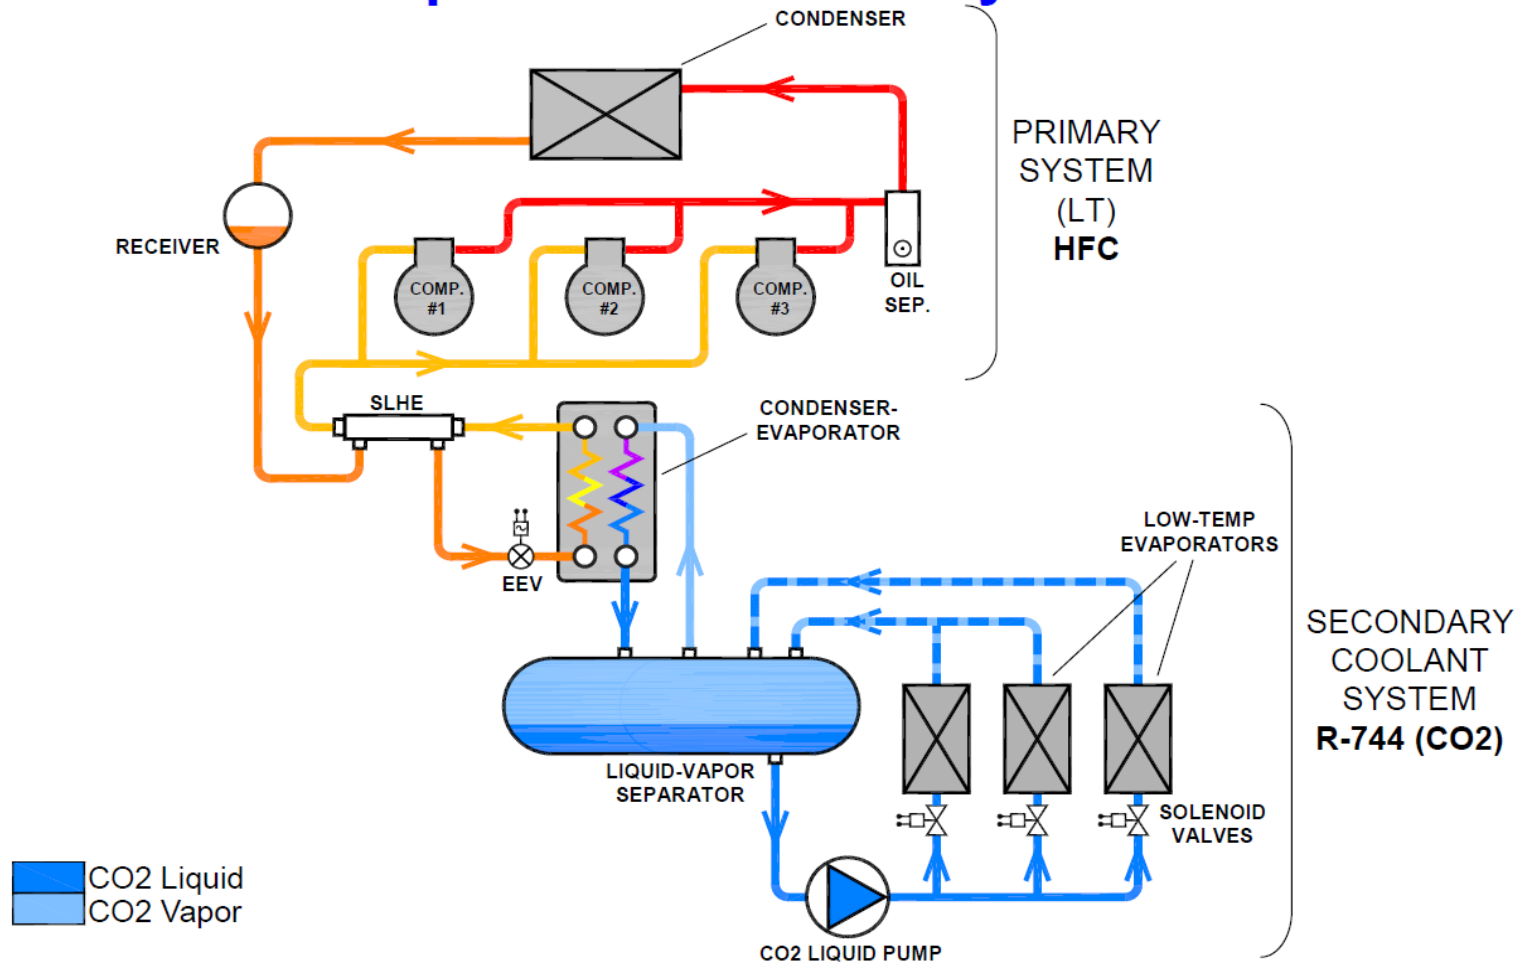 CONDENSER
PRIMARY
SYSTEM
(LT)
HFC
RECEIVER
COMP.
#1
COMP.
#2
COMP.
#3
OIL
SEP.
SLHE
CONDENSER-
EVAPORATOR
EEV
LOW-TEMP
EVAPORATORS
SECONDARY
COOLANT
SYSTEM
R-744 (CO2)
LIQUID-VAPOR
SEPARATOR
SOLENOID
VALVES
CO2 Liquid
CO2 Vapor
CO2 LIQUID PUMP